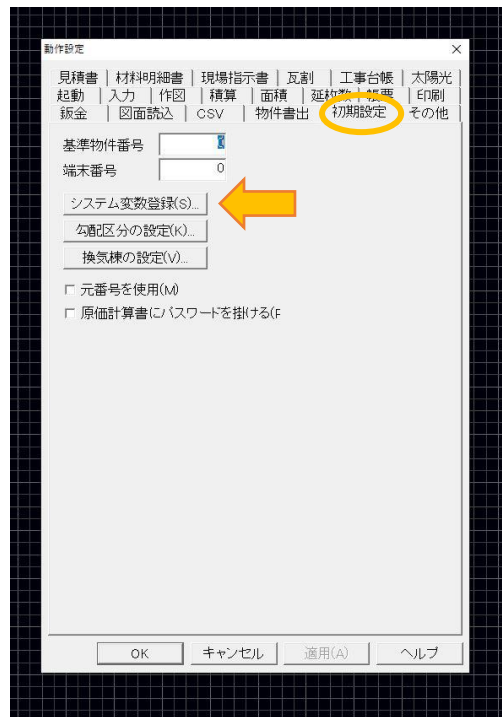 動作設定
見積書 材料明細書 現場指示書 瓦割 工事台帳 太陽光
起動 入力 作図 積算 面積 延枚数 帳票 印刷
鈑金 図面読込 CSV 物件書出 初期設定 その他
基準物件番号 0
端末番号 0
システム変数登録(S)...
勾配区分の設定(K)...
換気棟の設定(V)...
元番号を使用(M)
原価計算書にパスワードを掛ける(F
OK キャンセル 適用(A) ヘルプ